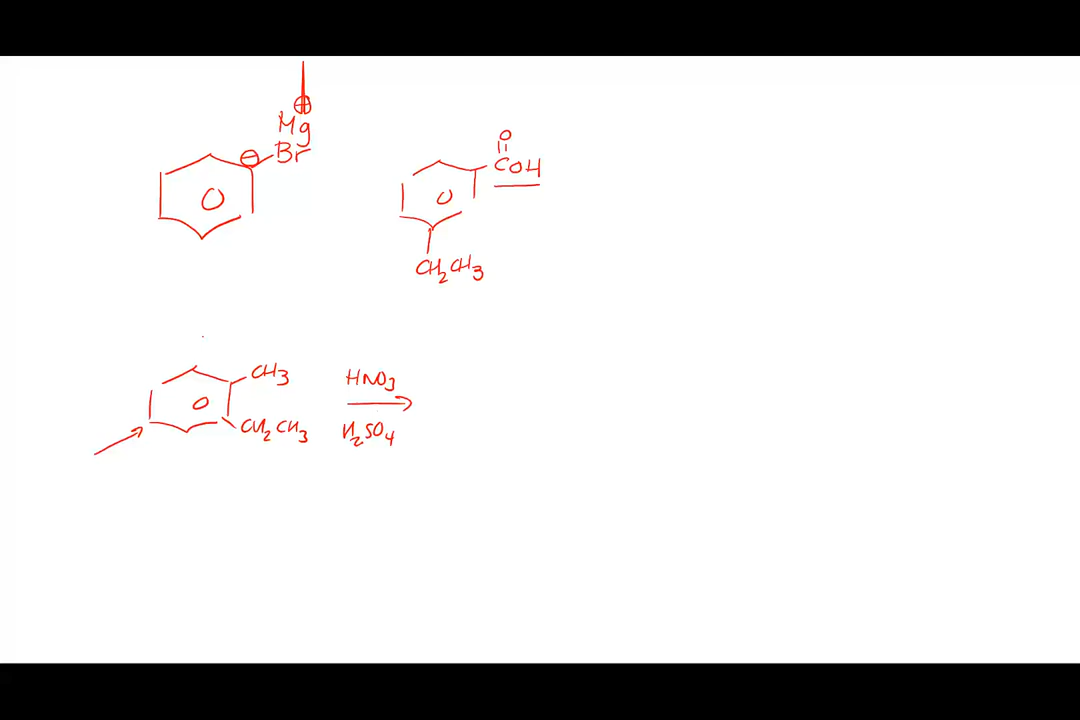 ⊕
Mg
⊖ Br
O
O
||
COH
O
CH₂CH₃
CH₃
O
CH₂CH₃
HNO₃
H₂SO₄